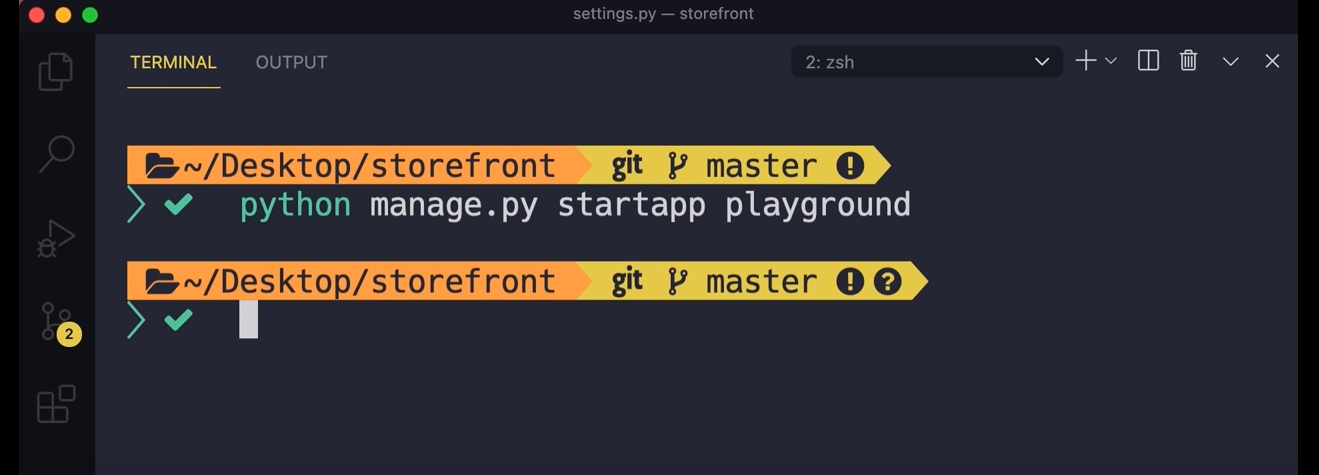 settings.py — storefront
TERMINAL OUTPUT 2: zsh
~/Desktop/storefront git master !
python manage.py startapp playground
~/Desktop/storefront git master ! ?
2